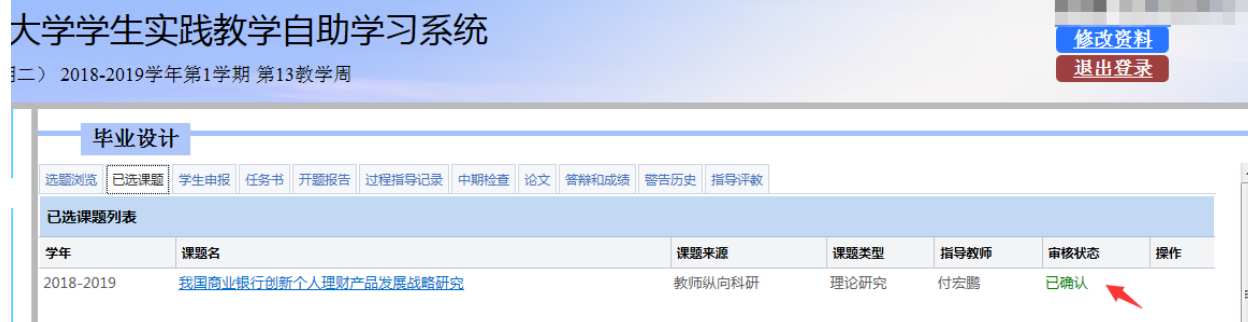 大学学生实践教学自助学习系统
修改资料
二） 2018-2019学年第1学期 第13教学周
退出登录
毕业设计
选题浏览 已选课题 学生申报 任务书 开题报告 过程指导记录 中期检查 论文 答辩和成绩 警告历史 指导评教
已选课题列表
学年 课题名 课题来源 课题类型 指导教师 审核状态 操作
2018-2019 我国商业银行创新个人理财产品发展战略研究 教师纵向科研 理论研究 付宏鹏 已确认